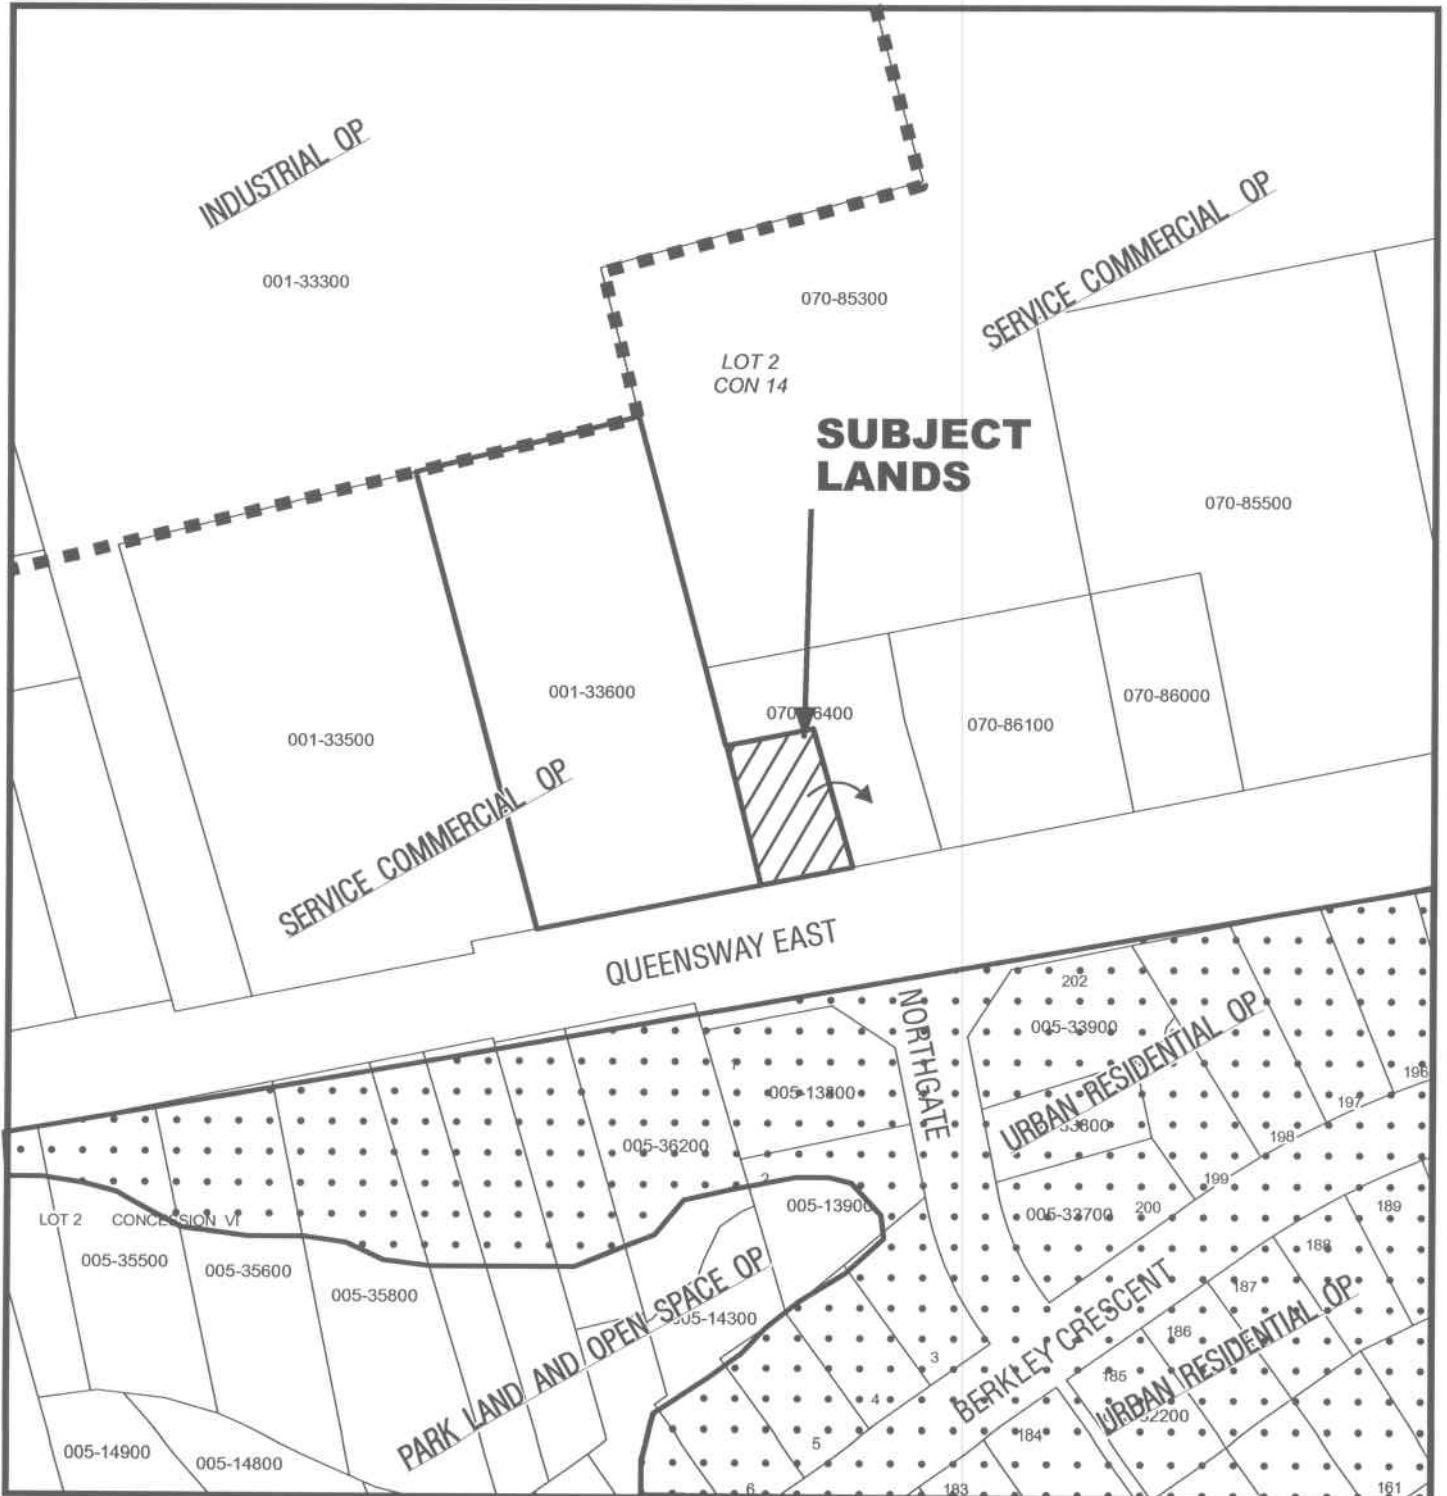 INDUSTRIAL OP
001-33300
SERVICE COMMERCIAL OP
070-85300
LOT 2
CON 14
SUBJECT
LANDS
070-85500
001-33600
070-86000
070-86100
001-33500
SERVICE COMMERCIAL OP
QUEENSWAY EAST
NORTHGATE
202
005-33900
URBAN RESIDENTIAL OP
196
197
198
199
200
1
005-13800
005-36200
2
005-13900
005-33700
189
188
187
186
185
LOT 2 CONCESSION VI
005-35500
005-35600
005-35800
PARK LAND AND OPEN SPACE OP
BERKLEY CRESCENT
URBAN RESIDENTIAL OP
3
4
5
6
184
183
161
005-14900
005-14800